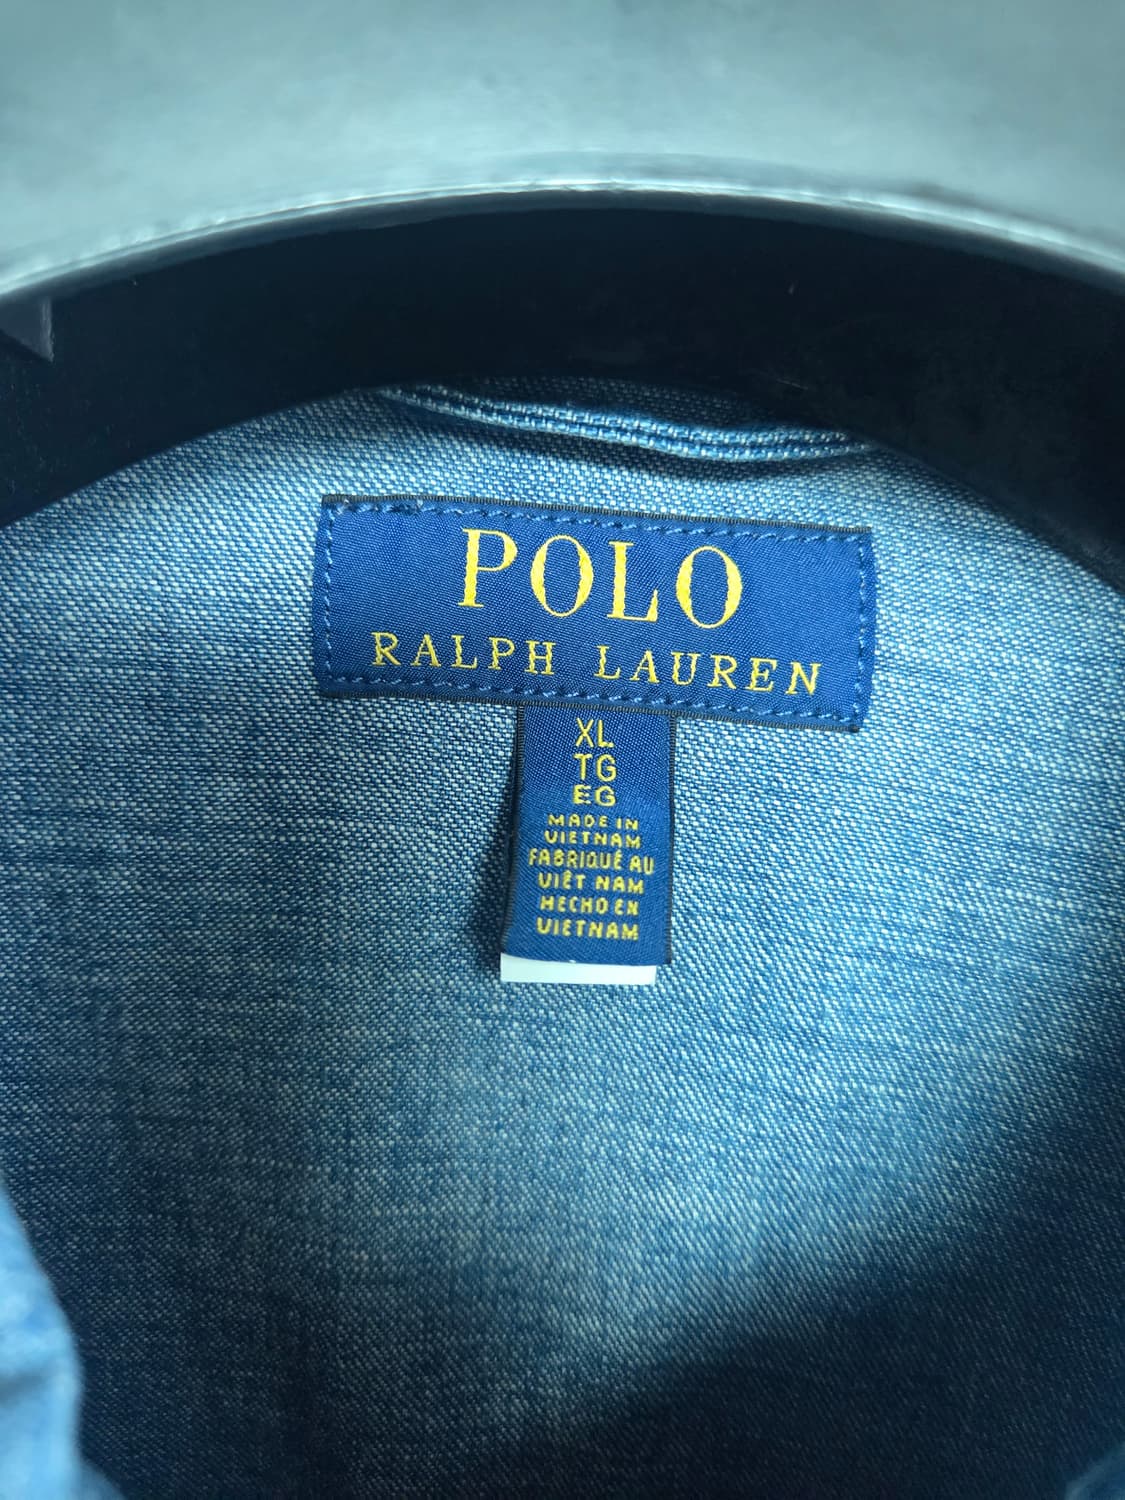 POLO
RALPH LAUREN
XL
TG
EG
MADE IN
VIETNAM
FABRIQUÉ AU
VIÊT NAM
HECHO EN
VIETNAM